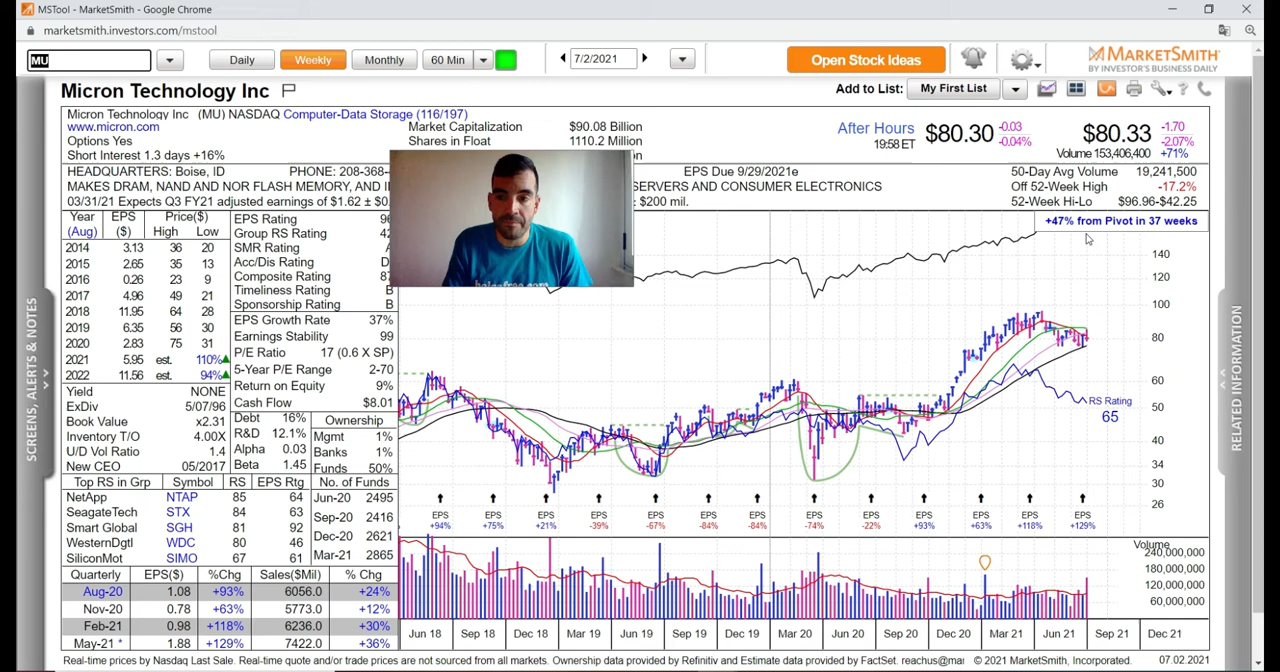 MSTool - MarketSmith - Google Chrome
marketsmith.investors.com/mstool
MU Daily Weekly Monthly 60 Min 7/2/2021 Open Stock Ideas MARKETSMITH
BY INVESTOR'S BUSINESS DAILY
Micron Technology Inc Add to List: My First List
Micron Technology Inc (MU) NASDAQ Computer-Data Storage (116/197)
www.micron.com
Options Yes
Short Interest 1.3 days +16%
Market Capitalization $90.08 Billion
Shares in Float 1110.2 Million
After Hours $80.30 -0.03
19:58 ET -0.04%
$80.33 -1.70
-2.07%
Volume 153,406,400 +71%
HEADQUARTERS: Boise, ID PHONE: 208-368- EPS Due 9/29/2021e
MAKES DRAM, NAND AND NOR FLASH MEMORY, AND SERVERS AND CONSUMER ELECTRONICS
03/31/21 Expects Q3 FY21 adjusted earnings of $1.62 ± $200 mil.
50-Day Avg Volume 19,241,500
Off 52-Week High -17.2%
52-Week Hi-Lo $96.96-$42.25
+47% from Pivot in 37 weeks
Year EPS Price($)
(Aug) ($) High Low
2014 3.13 36 20
2015 2.65 35 13
2016 0.26 23 9
2017 4.96 49 21
2018 11.95 64 28
2019 6.35 56 30
2020 2.83 75 31
2021 5.95 est. 110%
2022 11.56 est. 94%
Yield NONE
ExDiv 5/07/96
Book Value x2.31
Inventory T/O 4.00X
U/D Vol Ratio 1.4
New CEO 05/2017
EPS Rating
Group RS Rating
SMR Rating
Acc/Dis Rating
Composite Rating
Timeliness Rating B
Sponsorship Rating B
EPS Growth Rate 37%
Earnings Stability 99
P/E Ratio 17 (0.6 X SP)
5-Year P/E Range 2-70
Return on Equity 9%
Cash Flow $8.01
Debt 16%
R&D 12.1%
Alpha 0.03
Beta 1.45
Ownership
Mgmt 1%
Banks 1%
Funds 50%
Top RS in Grp Symbol RS EPS Rtg
NetApp NTAP 85 64
SeagateTech STX 84 63
Smart Global SGH 81 92
WesternDgtl WDC 80 46
SiliconMot SIMO 67 61
No. of Funds
Jun-20 2495
Sep-20 2416
Dec-20 2621
Mar-21 2865
Quarterly EPS($) %Chg Sales($Mil) % Chg
Aug-20 1.08 +93% 6056.0 +24%
Nov-20 0.78 +63% 5773.0 +12%
Feb-21 0.98 +118% 6236.0 +30%
May-21 * 1.88 +129% 7422.0 +36%
140
120
100
80
60
50
40
34
30
26
RS Rating
65
EPS EPS EPS EPS EPS EPS EPS EPS EPS EPS EPS EPS EPS
+94% +75% +21% -39% -67% -84% -84% -74% -22% +93% +63% +118% +129%
Volume
240,000,000
180,000,000
120,000,000
60,000,000
Jun 18 Sep 18 Dec 18 Mar 19 Jun 19 Sep 19 Dec 19 Mar 20 Jun 20 Sep 20 Dec 20 Mar 21 Jun 21 Sep 21 Dec 21
Real-time prices by Nasdaq Last Sale. Real-time quote and/or trade prices are not sourced from all markets. Ownership data provided by Refinitiv and Estimate data provided by FactSet. reachus@mar © 2021 MarketSmith, Incorporated. 07.02.2021
SCREENS, ALERTS & NOTES
RELATED INFORMATION